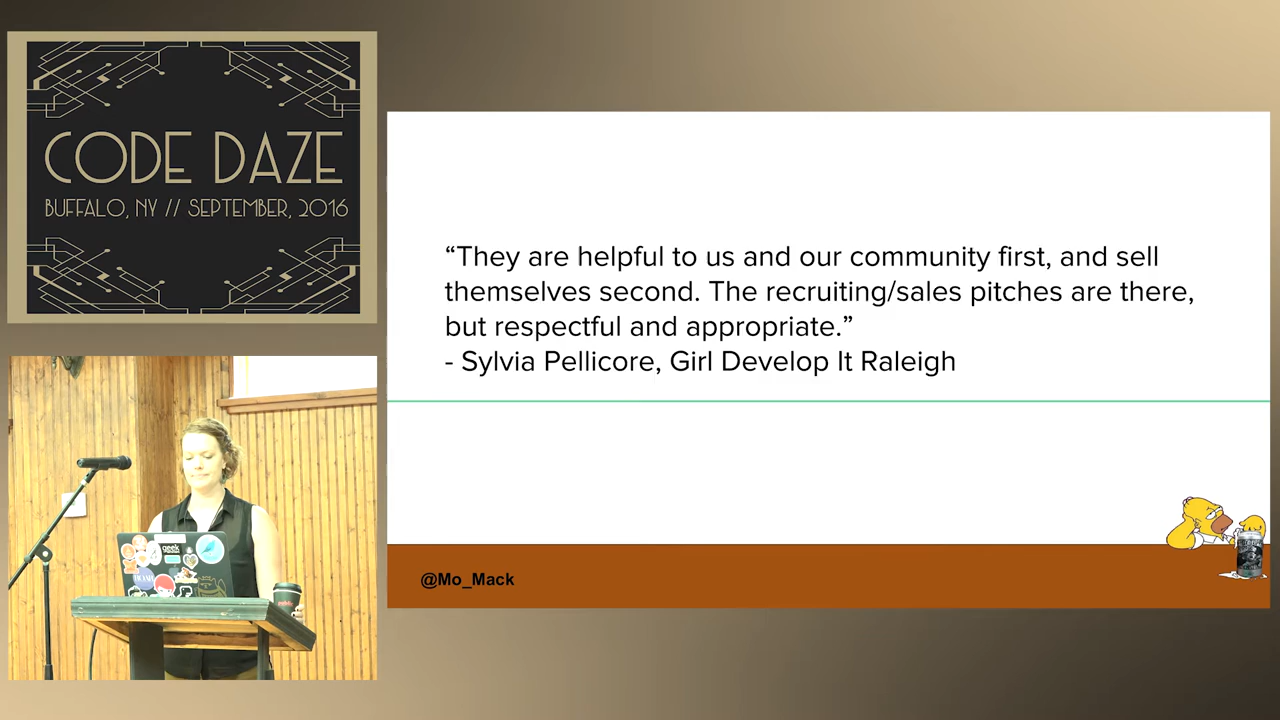 CODE DAZE
BUFFALO, NY // SEPTEMBER, 2016
“They are helpful to us and our community first, and sell
themselves second. The recruiting/sales pitches are there,
but respectful and appropriate.”
- Sylvia Pellicore, Girl Develop It Raleigh
@Mo_Mack
geek